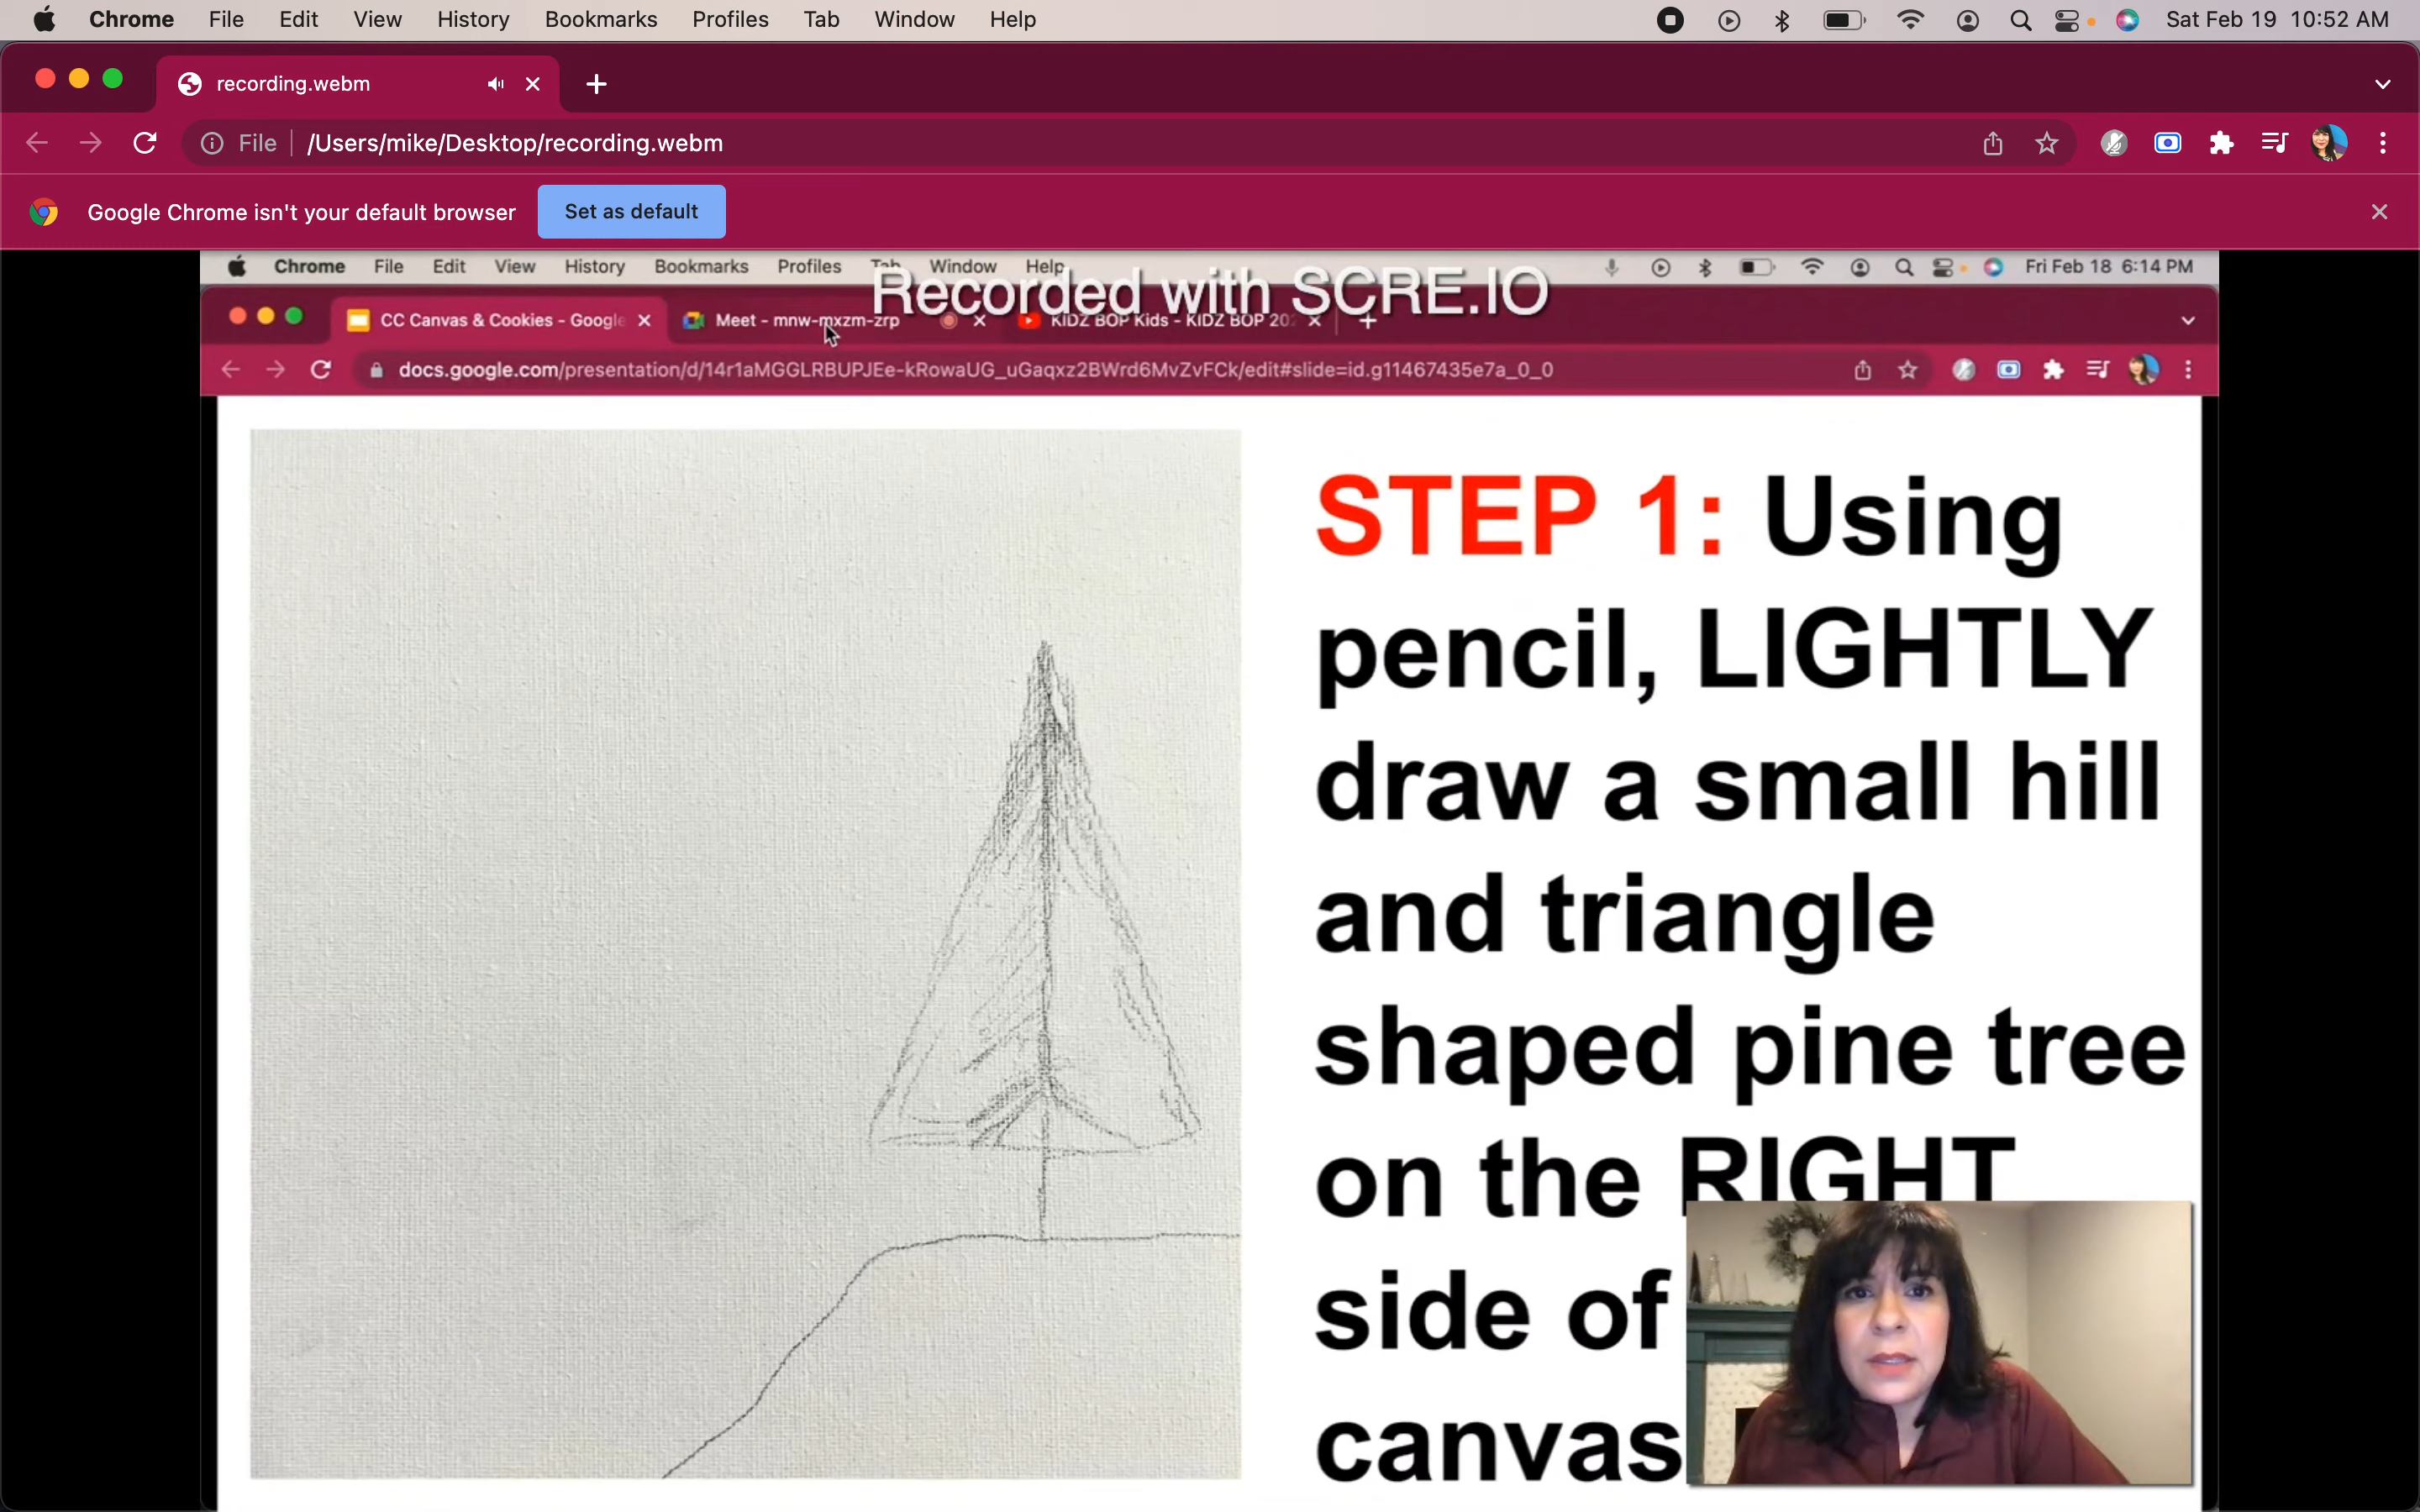 Chrome File Edit View History Bookmarks Profiles Tab Window Help Sat Feb 19 10:52 AM
recording.webm
File /Users/mike/Desktop/recording.webm
Google Chrome isn't your default browser Set as default
Chrome File Edit View History Bookmarks Profiles Tab Window Help Fri Feb 18 6:14 PM
Recorded with SCRE.IO
CC Canvas & Cookies - Google Meet - mnw-mxzm-zrp KIDZ BOP Kids - KIDZ BOP 202
docs.google.com/presentation/d/14r1aMGGLRBUPJEe-kRowaUG_uGaqxz2BWrd6MvZvFCk/edit#slide=id.g11467435e7a_0_0
STEP 1: Using
pencil, LIGHTLY
draw a small hill
and triangle
shaped pine tree
on the RIGHT
side of
canvas